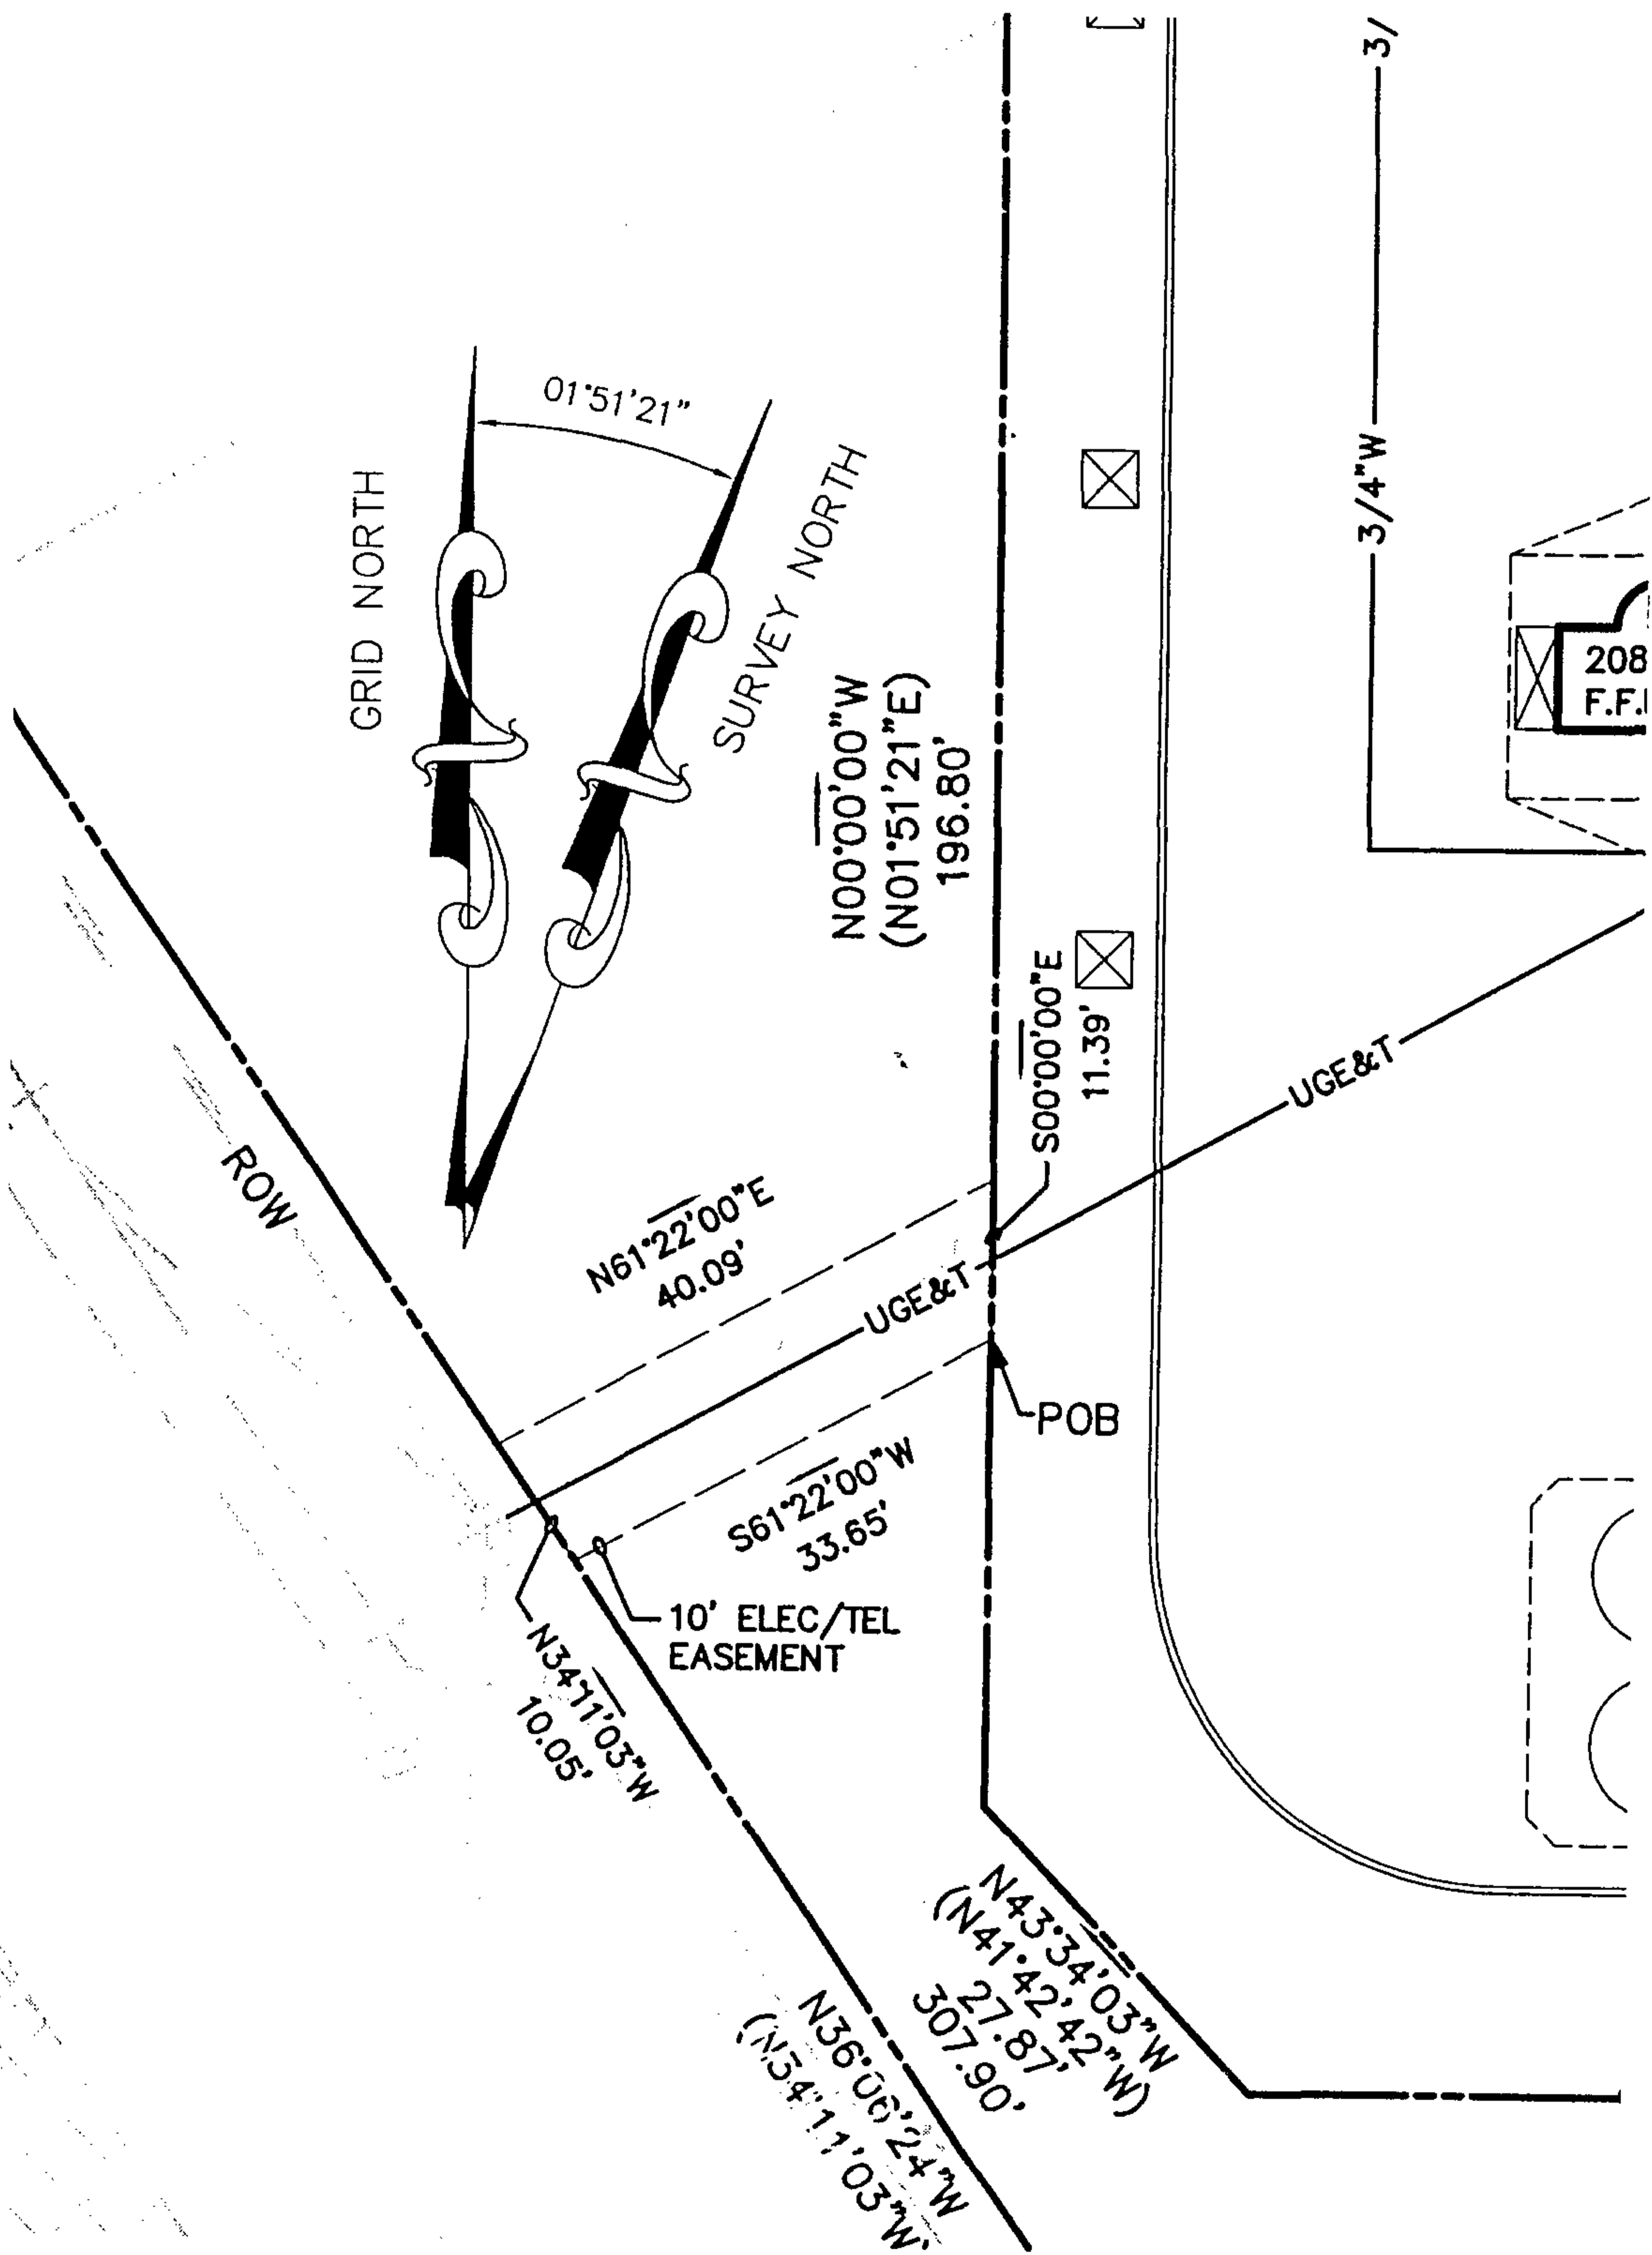 GRID NORTH
01°51'21"
SURVEY NORTH
3/4"W
3/
N00°00'00"W
(N01°51'21"E)
196.80'
208
F.F.
ROW
S00°00'00"E
11.39'
UGE&T
N61°22'00"E
40.09'
UGE&T
POB
S61°22'00"W
33.65'
10' ELEC/TEL
EASEMENT
N34°11'03"W
10.05'
N43°34'03"W
(N41°42'42"W)
27.87'
307.90'
N36°06'24"W
(N34°11'03"W